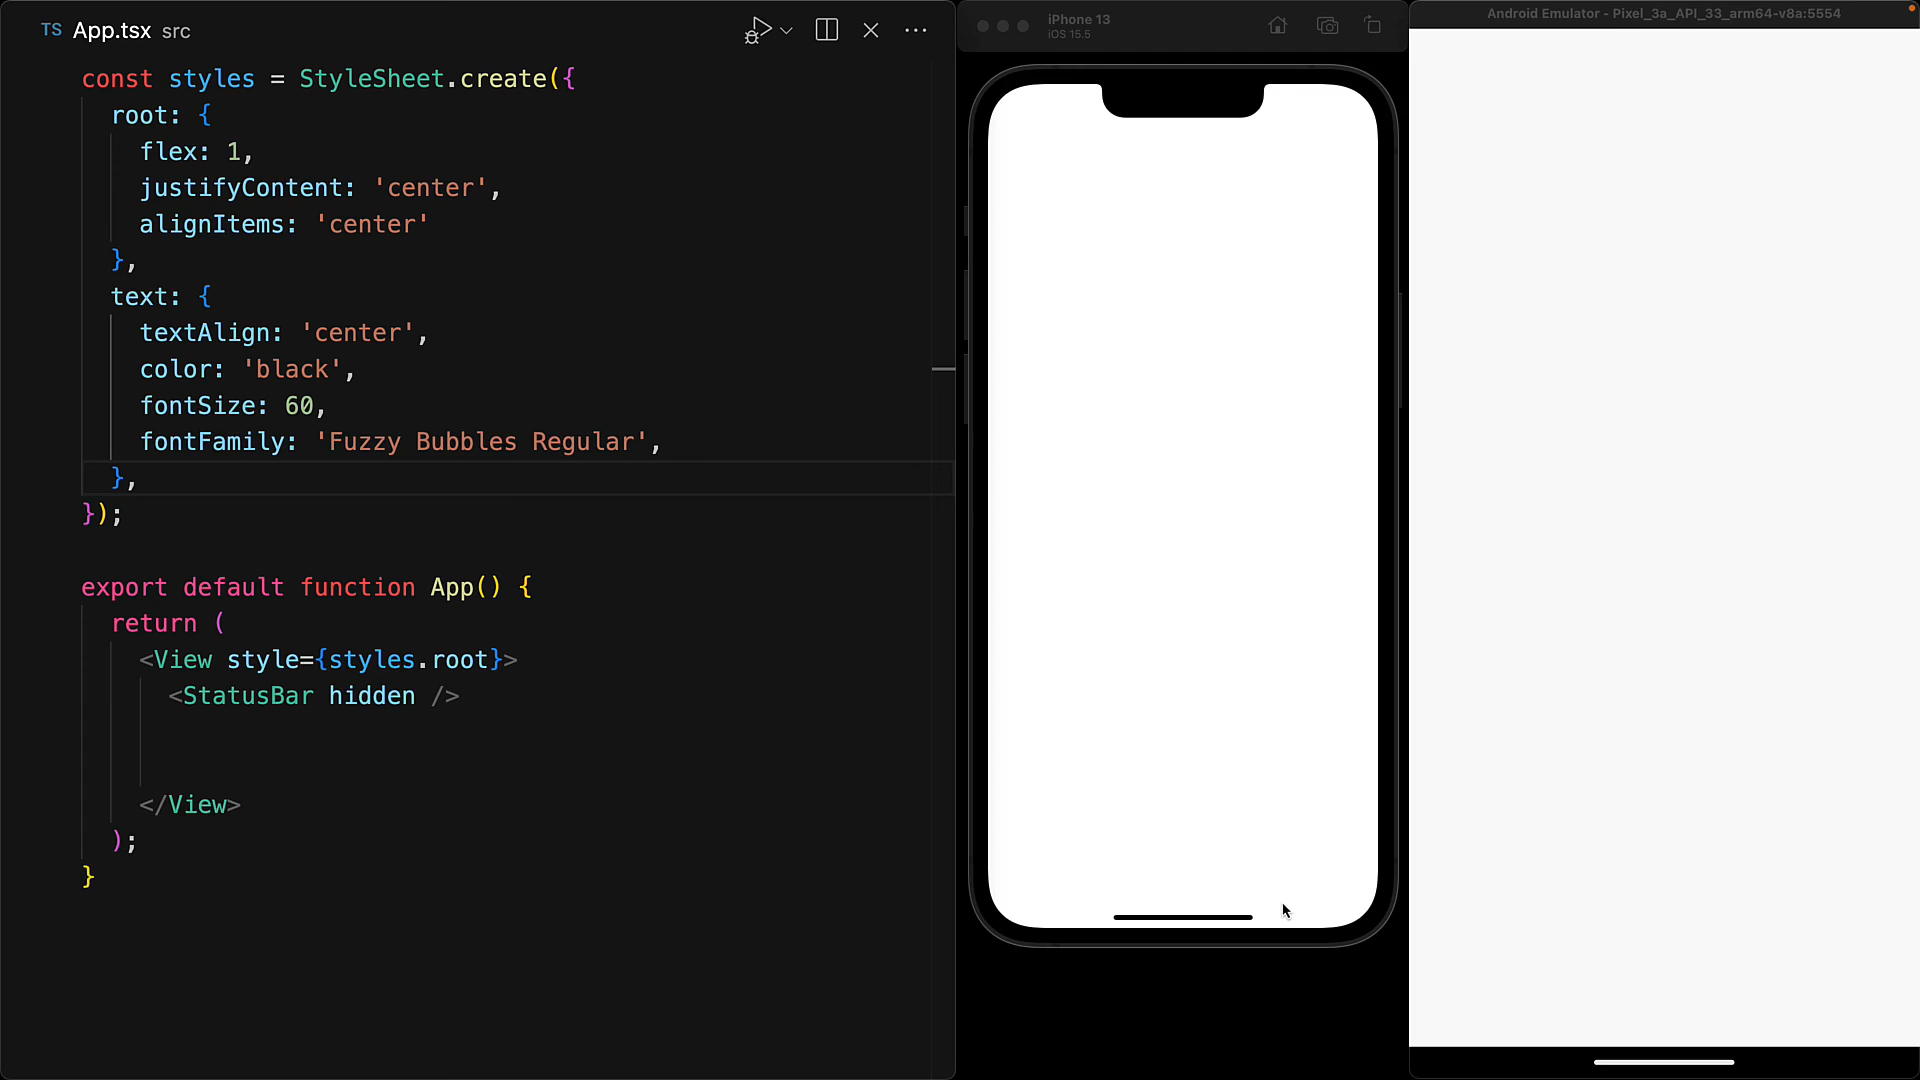 TS App.tsx src
const styles = StyleSheet.create({
root: {
flex: 1,
justifyContent: 'center',
alignItems: 'center'
},
text: {
textAlign: 'center',
color: 'black',
fontSize: 60,
fontFamily: 'Fuzzy Bubbles Regular',
},
});
export default function App() {
return (
<View style={styles.root}>
<StatusBar hidden />
</View>
);
}
iPhone 13
iOS 15.5
Android Emulator - Pixel_3a_API_33_arm64-v8a:5554